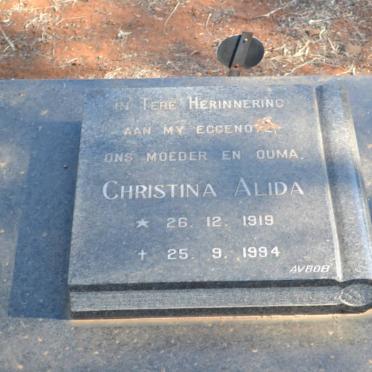 IN TERE HERINNERING
AAN MY EGGENOTE,
ONS MOEDER EN OUMA.
CHRISTINA ALIDA
★ 26. 12. 1919
✝ 25. 9. 1994
AVBOB